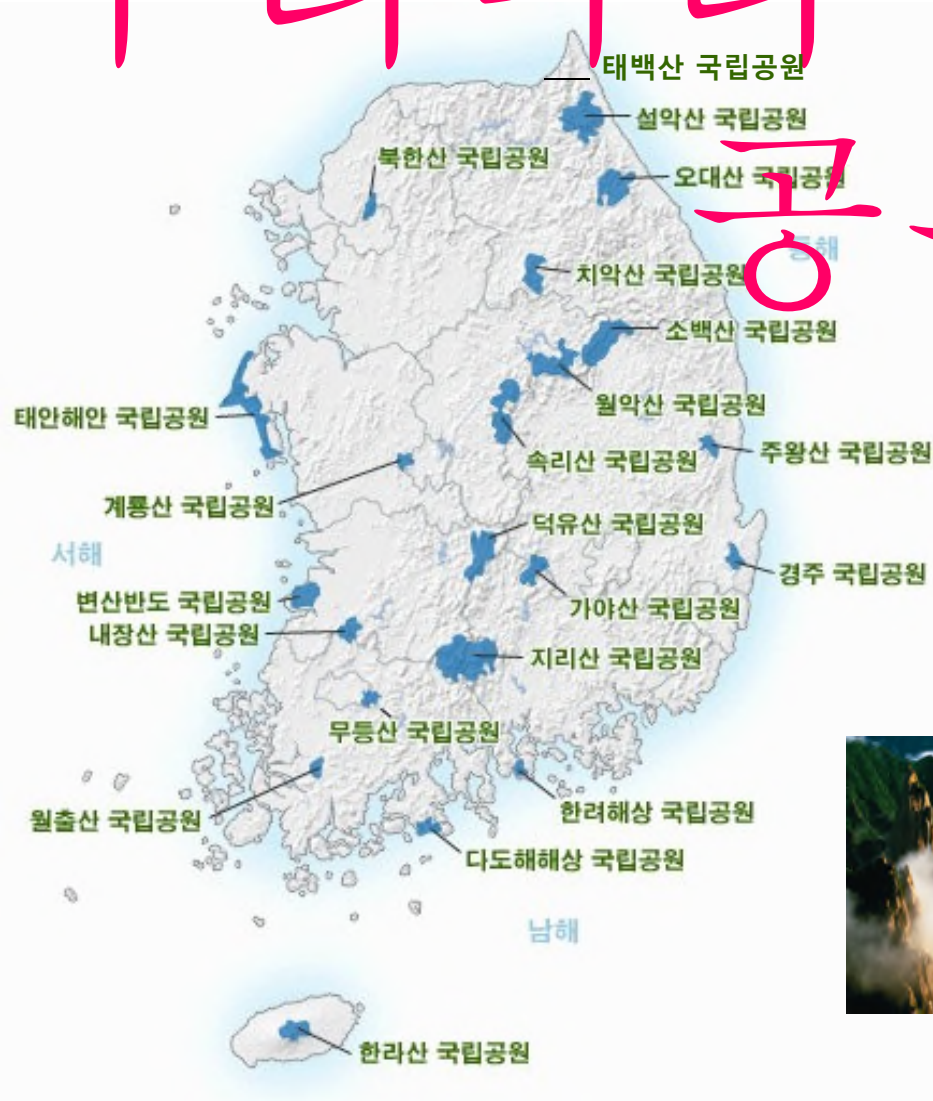 우리나라
태백산 국립공원
설악산 국립공원
북한산 국립공원
오대산 국립공원
공
동해
치악산 국립공원
소백산 국립공원
월악산 국립공원
태안해안 국립공원
주왕산 국립공원
속리산 국립공원
계룡산 국립공원
덕유산 국립공원
서해
경주 국립공원
변산반도 국립공원
가야산 국립공원
내장산 국립공원
지리산 국립공원
무등산 국립공원
한려해상 국립공원
월출산 국립공원
다도해해상 국립공원
남해
한라산 국립공원